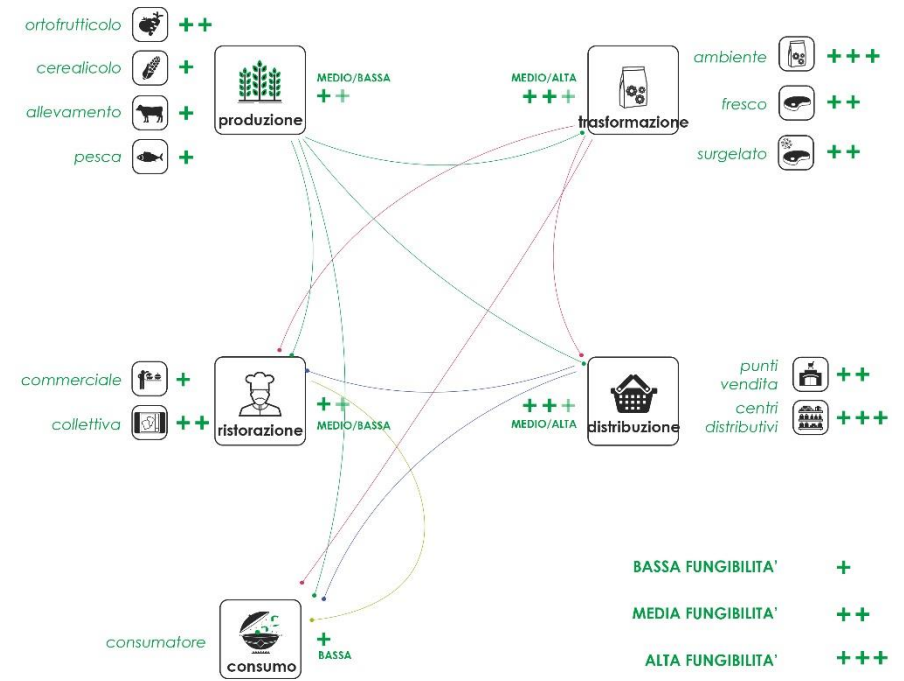 ortofrutticolo ++
cerealicolo +
allevamento +
pesca +
produzione
MEDIO/BASSA
++
MEDIO/ALTA
+++
trasformazione
ambiente +++
fresco ++
surgelato ++
commerciale +
collettiva ++
ristorazione
++
MEDIO/BASSA
+++
MEDIO/ALTA
distribuzione
punti
vendita ++
centri
distributivi +++
consumatore
consumo
+
BASSA
BASSA FUNGIBILITA' +
MEDIA FUNGIBILITA' ++
ALTA FUNGIBILITA' +++